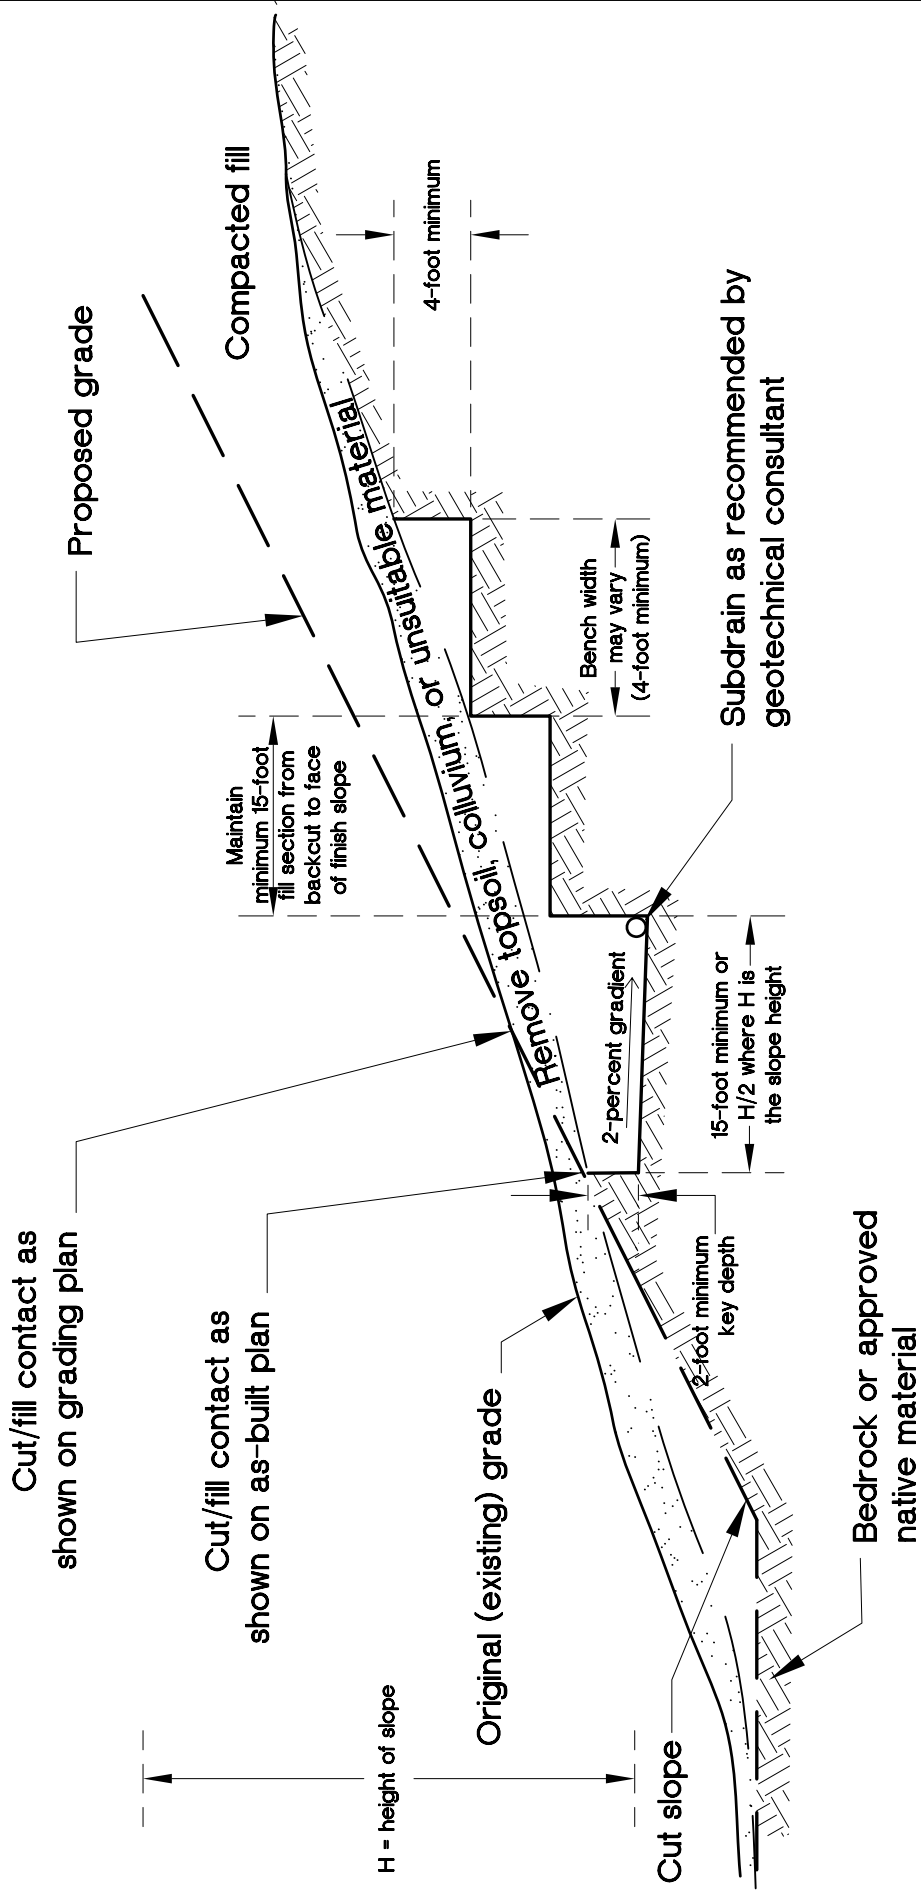 Cut/fill contact as
shown on grading plan
Cut/fill contact as
shown on as-built plan
Original (existing) grade
H = height of slope
Proposed grade
Compacted fill
Maintain
minimum 15-foot
fill section from
backcut to face
of finish slope
Remove topsoil, colluvium, or unsuitable material
4-foot minimum
Bench width
may vary
(4-foot minimum)
Subdrain as recommended by
geotechnical consultant
2-percent gradient
15-foot minimum or
H/2 where H is
the slope height
2-foot minimum
key depth
Cut slope
Bedrock or approved
native material